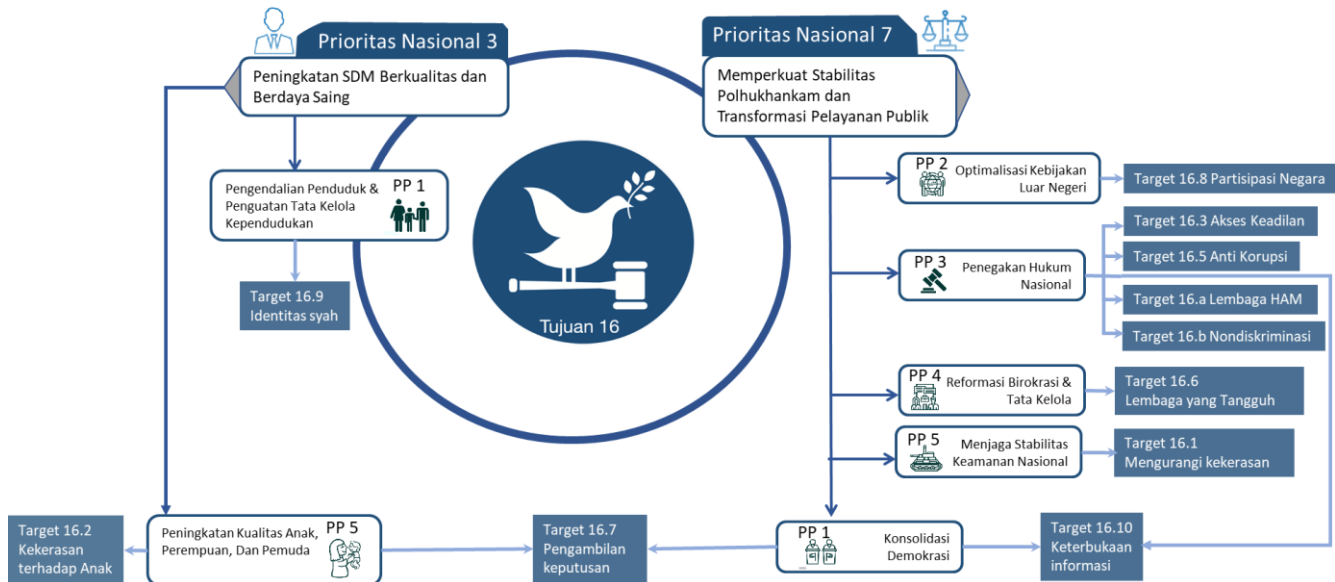 Prioritas Nasional 3
Peningkatan SDM Berkualitas dan
Berdaya Saing
PP 1
Pengendalian Penduduk &
Penguatan Tata Kelola
Kependudukan
Target 16.9
Identitas syah
Tujuan 16
Prioritas Nasional 7
Memperkuat Stabilitas
Polhukhankam dan
Transformasi Pelayanan Publik
PP 2
Optimalisasi Kebijakan
Luar Negeri
Target 16.8 Partisipasi Negara
PP 3
Penegakan Hukum
Nasional
Target 16.3 Akses Keadilan
Target 16.5 Anti Korupsi
Target 16.a Lembaga HAM
Target 16.b Nondiskriminasi
PP 4
Reformasi Birokrasi &
Tata Kelola
Target 16.6
Lembaga yang Tangguh
PP 5
Menjaga Stabilitas
Keamanan Nasional
Target 16.1
Mengurangi kekerasan
Target 16.2
Kekerasan
terhadap Anak
PP 5
Peningkatan Kualitas Anak,
Perempuan, Dan Pemuda
Target 16.7
Pengambilan
keputusan
PP 1
Konsolidasi
Demokrasi
Target 16.10
Keterbukaan
informasi